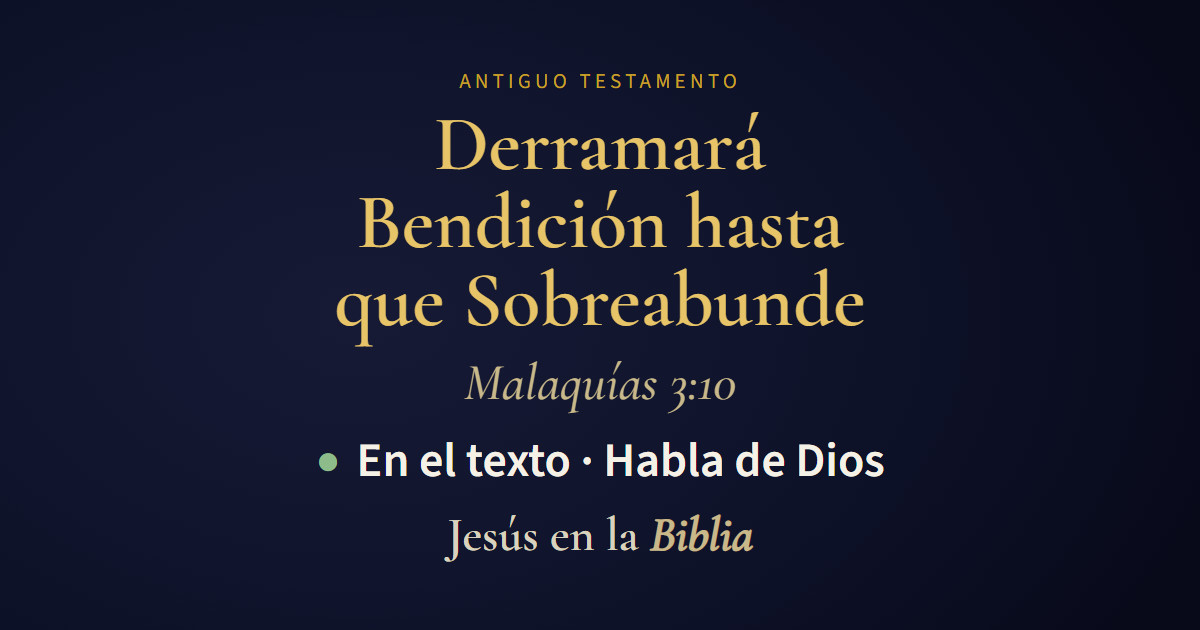 ANTIGUO TESTAMENTO
Derramará
Bendición hasta
que Sobreabunde
Malaquías 3:10
● En el texto · Habla de Dios
Jesús en la Biblia